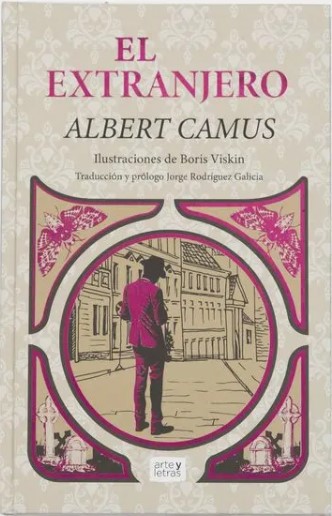 EL
EXTRANJERO
ALBERT CAMUS
Ilustraciones de Boris Viskin
Traducción y prólogo Jorge Rodríguez Galicia
arte y
letras